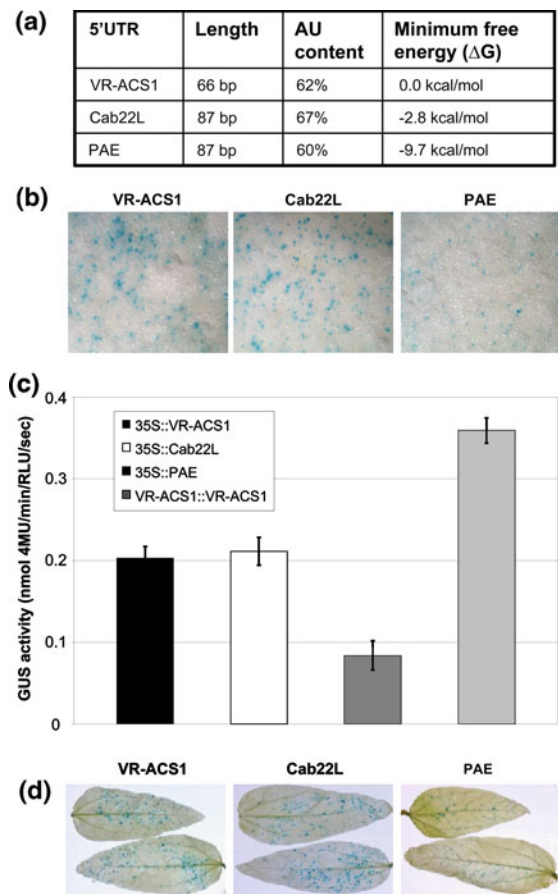 (a)
5'UTR Length AU content Minimum free energy (ΔG)
VR-ACS1 66 bp 62% 0.0 kcal/mol
Cab22L 87 bp 67% -2.8 kcal/mol
PAE 87 bp 60% -9.7 kcal/mol
(b)
VR-ACS1 Cab22L PAE
(c)
GUS activity (nmol 4MU/min/RLU/sec)
0.4
0.3
0.2
0.1
0
35S::VR-ACS1
35S::Cab22L
35S::PAE
VR-ACS1::VR-ACS1
(d)
VR-ACS1 Cab22L PAE